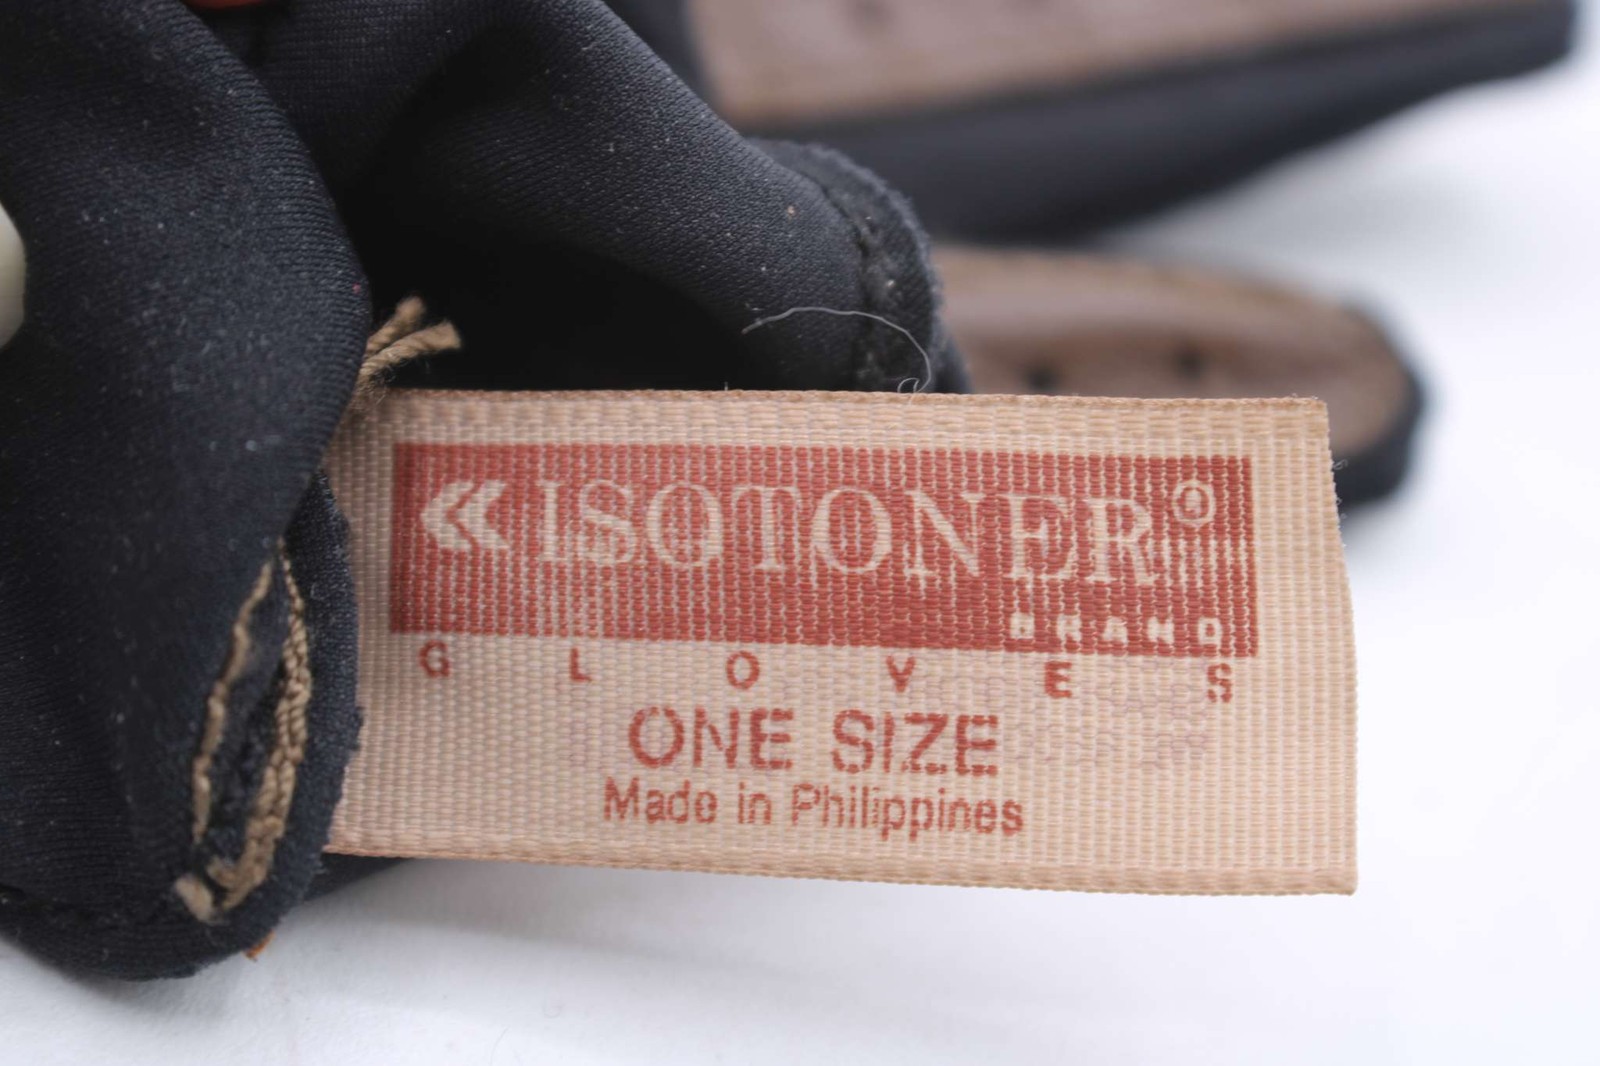 ISOTONER®
BRAND
GLOVES
ONE SIZE
Made in Philippines